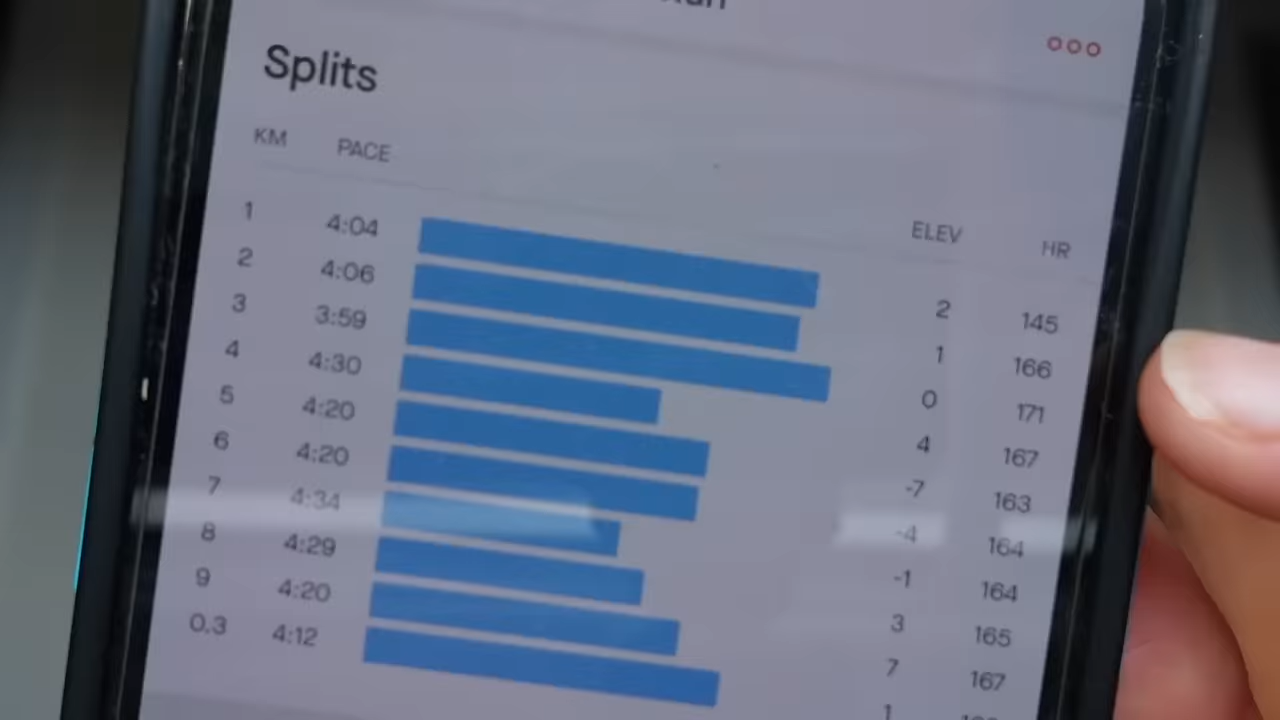 Splits
KM PACE ELEV HR
1 4:04 2 145
2 4:06 1 166
3 3:59 0 171
4 4:30 4 167
5 4:20 -7 163
6 4:20 -4 164
7 4:34 -1 164
8 4:29 3 165
9 4:20 7 167
0.3 4:12 1